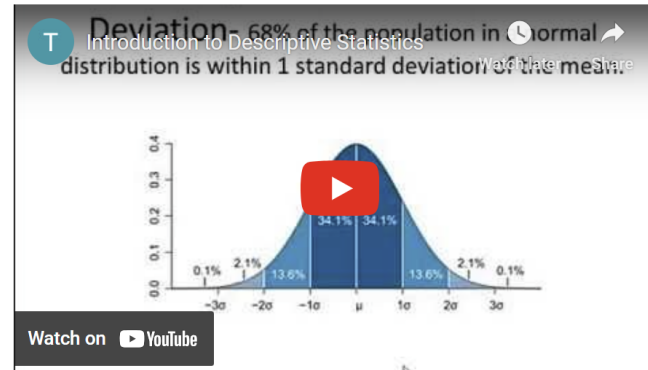 Deviation- 68% of the population in a normal
T
Introduction to Descriptive Statistics
Watch later
Share
distribution is within 1 standard deviation of the mean.
0.4
0.3
0.2
0.1
0.0
34.1% 34.1%
0.1% 2.1% 13.6% 13.6% 2.1% 0.1%
-3σ -2σ -1σ μ 1σ 2σ 3σ
Watch on YouTube